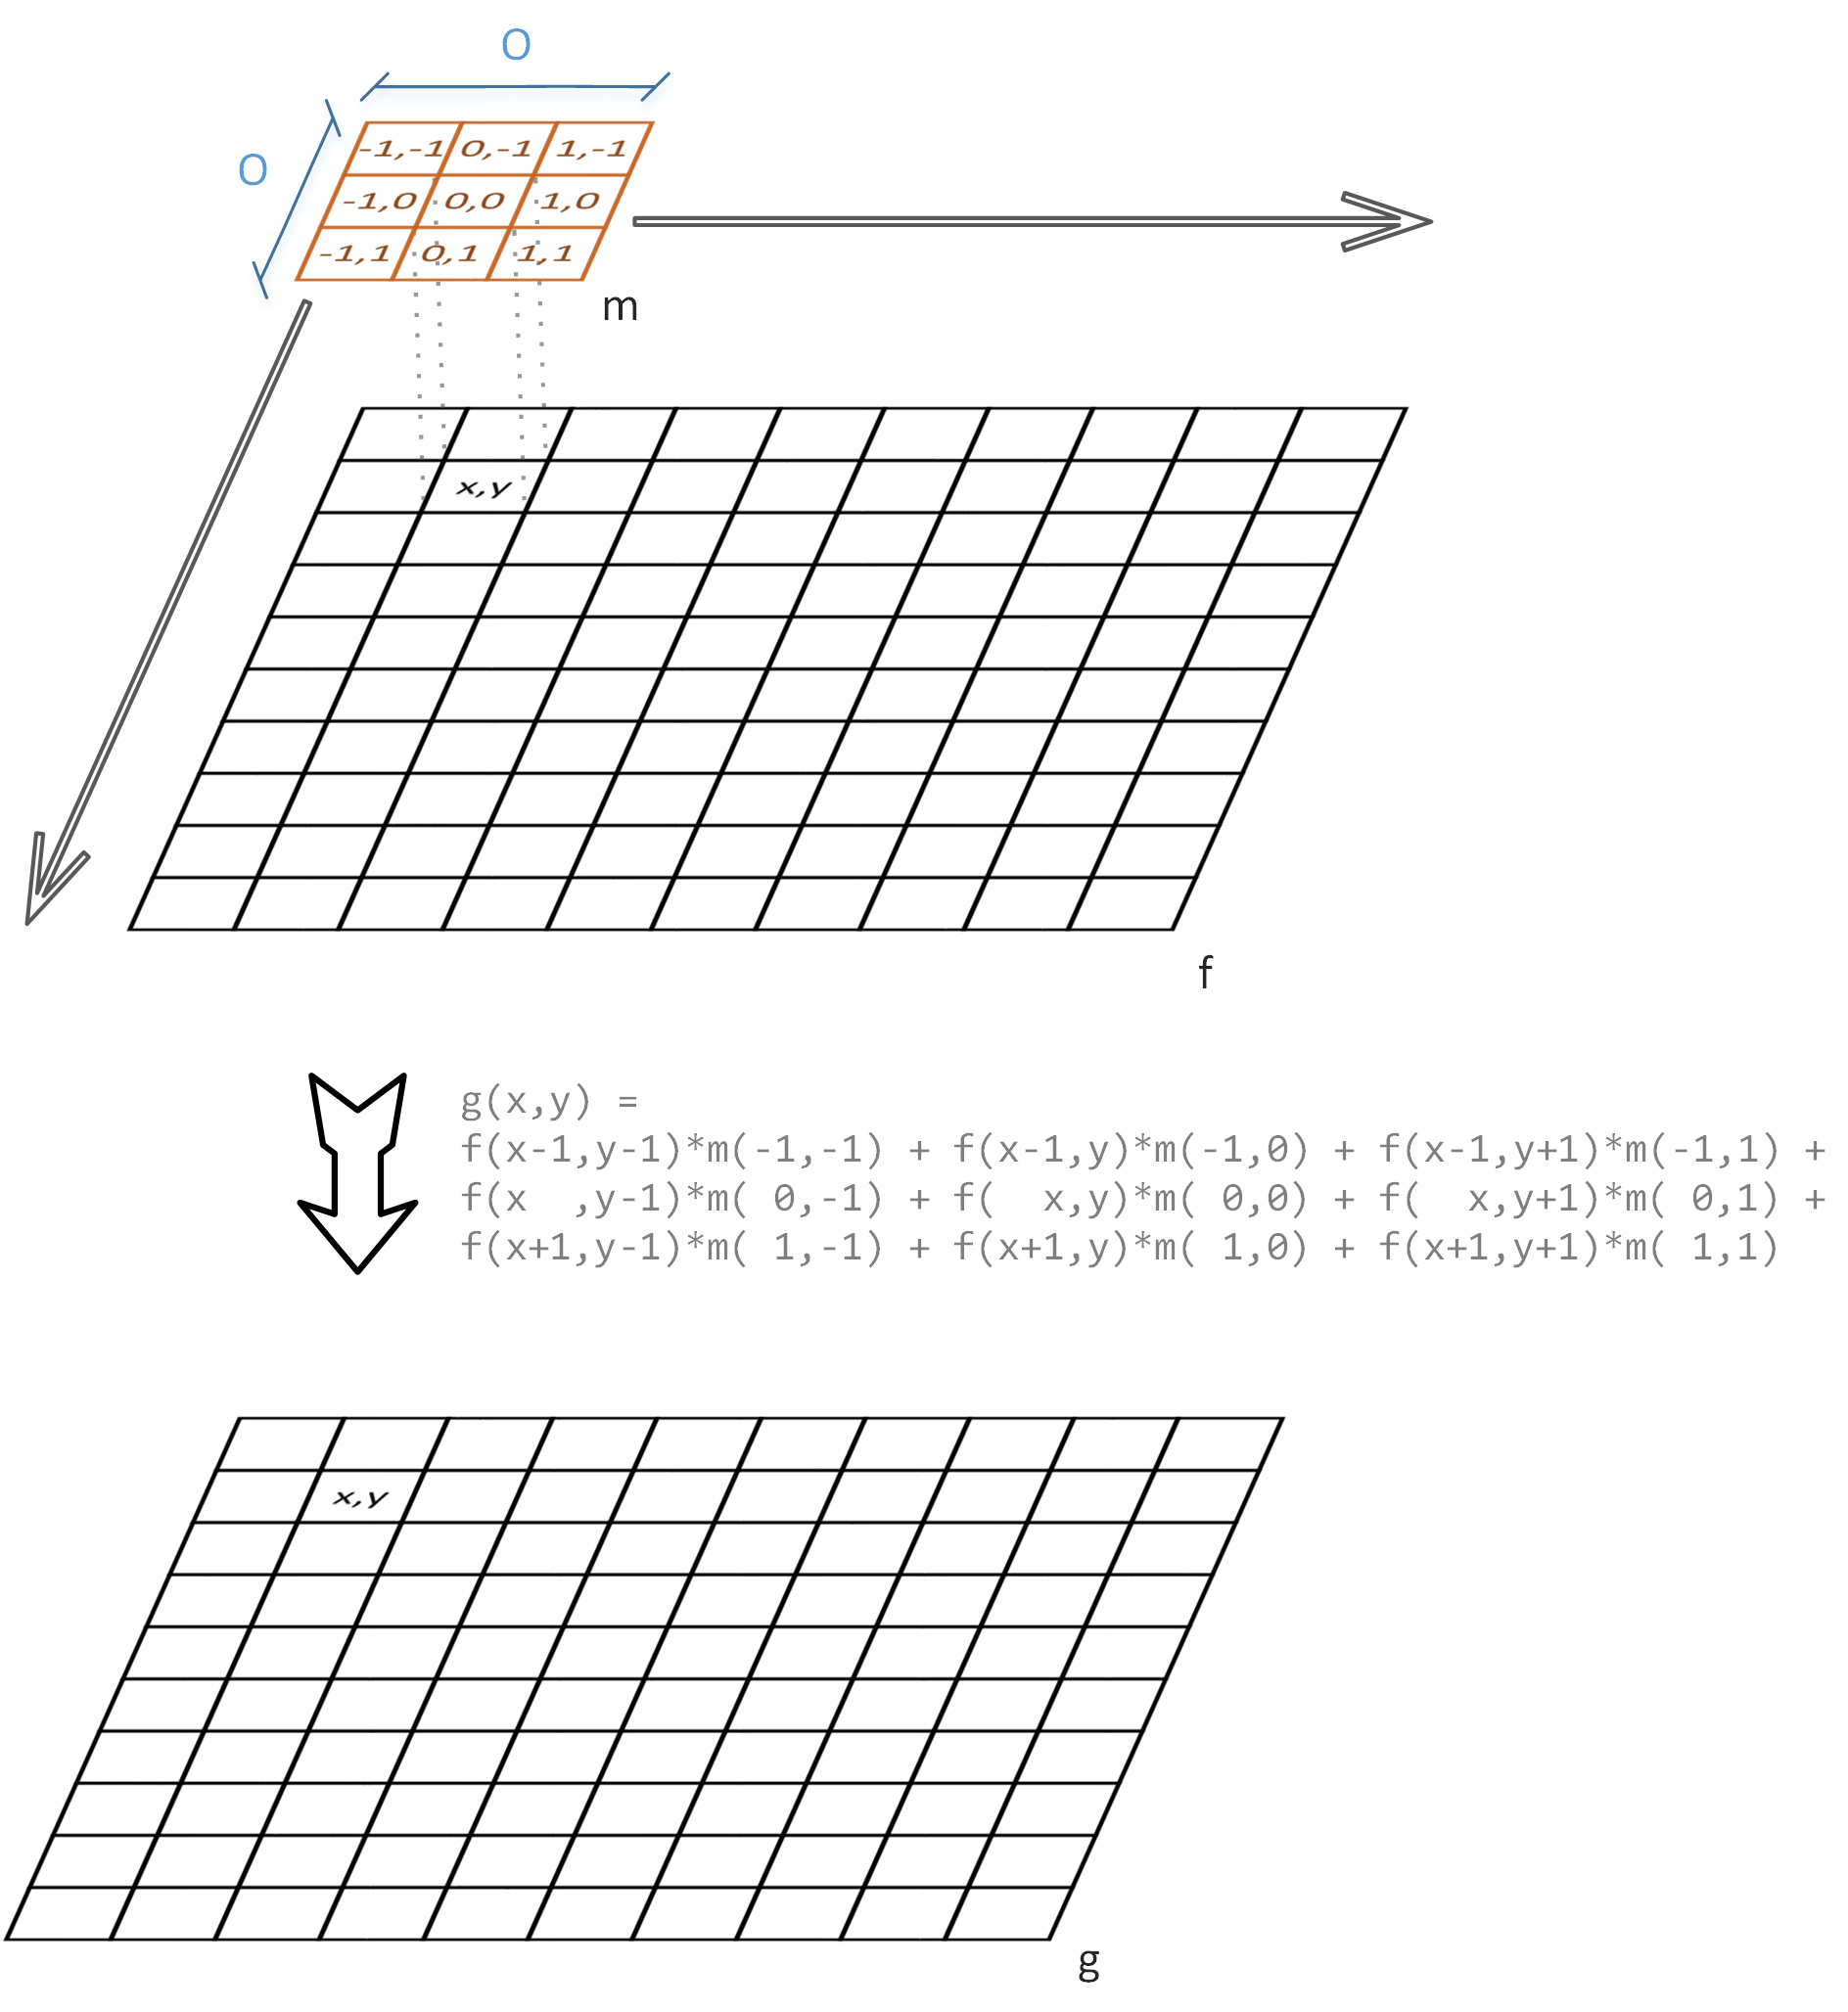 O
O
-1,-1 0,-1 1,-1
-1,0 0,0 1,0
-1,1 0,1 1,1
m
x,y
f
g(x,y) =
f(x-1,y-1)*m(-1,-1) + f(x-1,y)*m(-1,0) + f(x-1,y+1)*m(-1,1) +
f(x  ,y-1)*m( 0,-1) + f(  x,y)*m( 0,0) + f(  x,y+1)*m( 0,1) +
f(x+1,y-1)*m( 1,-1) + f(x+1,y)*m( 1,0) + f(x+1,y+1)*m( 1,1)
x,y
g